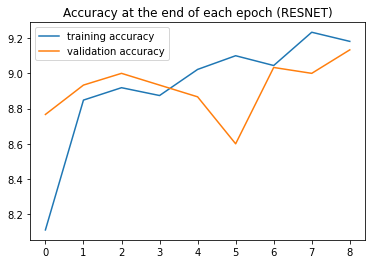 Accuracy at the end of each epoch (RESNET)
training accuracy
validation accuracy
9.2
9.0
8.8
8.6
8.4
8.2
0 1 2 3 4 5 6 7 8